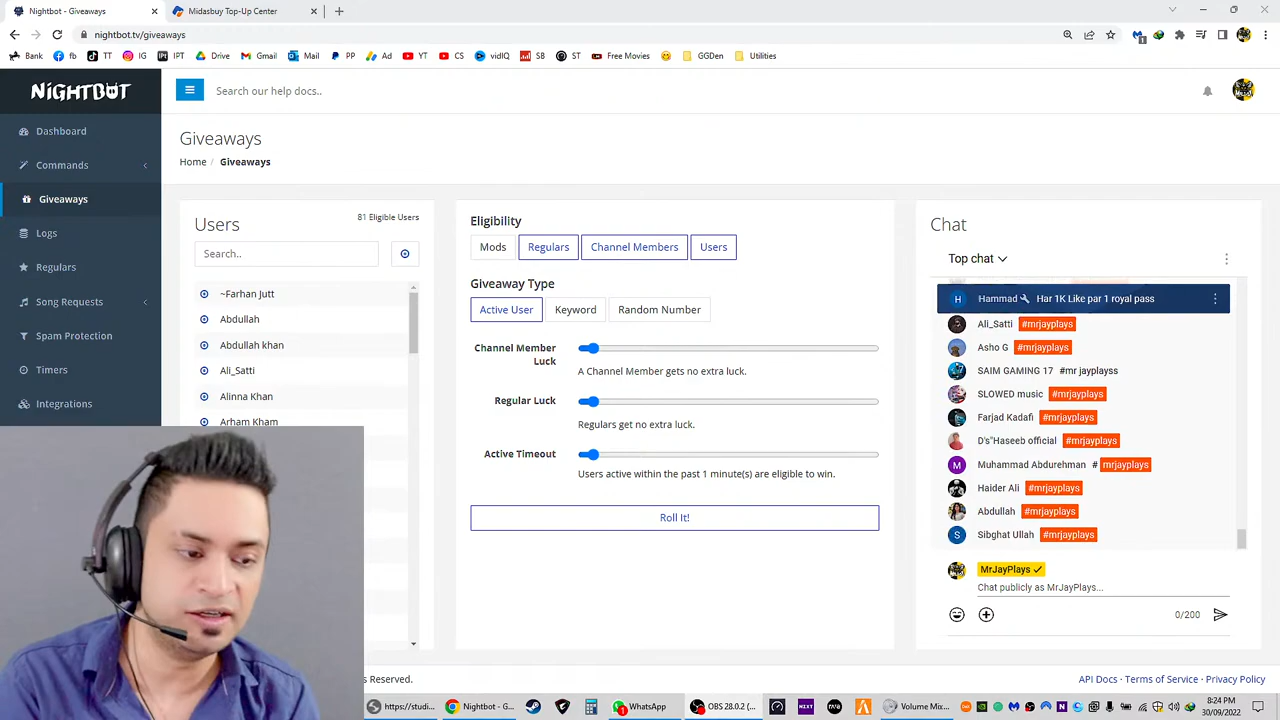 Nightbot - Giveaways
Midasbuy Top-Up Center
nightbot.tv/giveaways
Bank fb TT IG IPT Drive Gmail Mail PP Ad YT CS vidIQ SB ST Free Movies GGDen Utilities
NIGHTBOT
Search our help docs..
Dashboard
Commands
Giveaways
Logs
Regulars
Song Requests
Spam Protection
Timers
Integrations
Giveaways
Home / Giveaways
Users
81 Eligible Users
Search..
~Farhan Jutt
Abdullah
Abdullah khan
Ali_Satti
Alinna Khan
Arham Kham
Eligibility
Mods Regulars Channel Members Users
Giveaway Type
Active User Keyword Random Number
Channel Member
Luck
A Channel Member gets no extra luck.
Regular Luck
Regulars get no extra luck.
Active Timeout
Users active within the past 1 minute(s) are eligible to win.
Roll It!
Chat
Top chat
H Hammad Har 1K Like par 1 royal pass
Ali_Satti #mrjayplays
Asho G #mrjayplays
SAIM GAMING 17 #mr jayplayss
SLOWED music #mrjayplays
Farjad Kadafi #mrjayplays
D's"Haseeb official #mrjayplays
M Muhammad Abdurehman # mrjayplays
Haider Ali #mrjayplays
Abdullah #mrjayplays
Sibghat Ullah #mrjayplays
MrJayPlays
Chat publicly as MrJayPlays...
0/200
s Reserved.
API Docs · Terms of Service · Privacy Policy
https://studi...
Nightbot - G...
WhatsApp
OBS 28.0.2 (...
NZXT
Volume Mix...
8:24 PM
30/09/2022